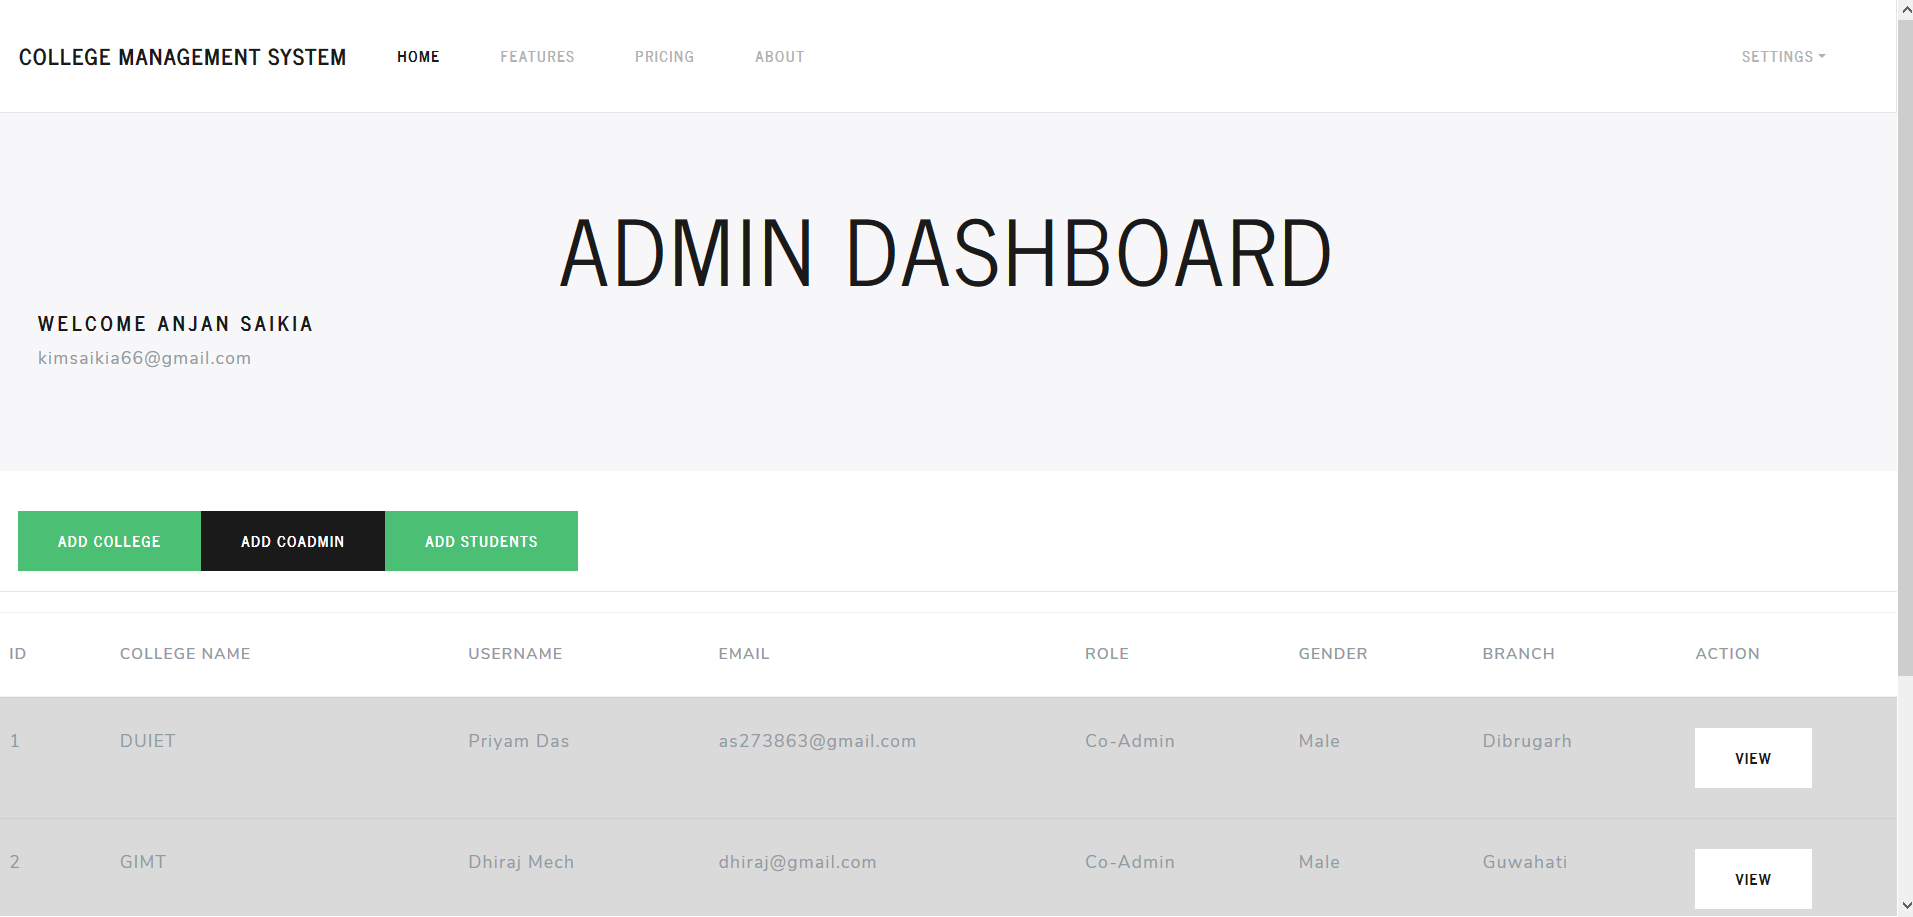 COLLEGE MANAGEMENT SYSTEM HOME FEATURES PRICING ABOUT SETTINGS
ADMIN DASHBOARD
WELCOME ANJAN SAIKIA
kimsaikia66@gmail.com
ADD COLLEGE ADD COADMIN ADD STUDENTS
ID COLLEGE NAME USERNAME EMAIL ROLE GENDER BRANCH ACTION
1 DUIET Priyam Das as273863@gmail.com Co-Admin Male Dibrugarh VIEW
2 GIMT Dhiraj Mech dhiraj@gmail.com Co-Admin Male Guwahati VIEW